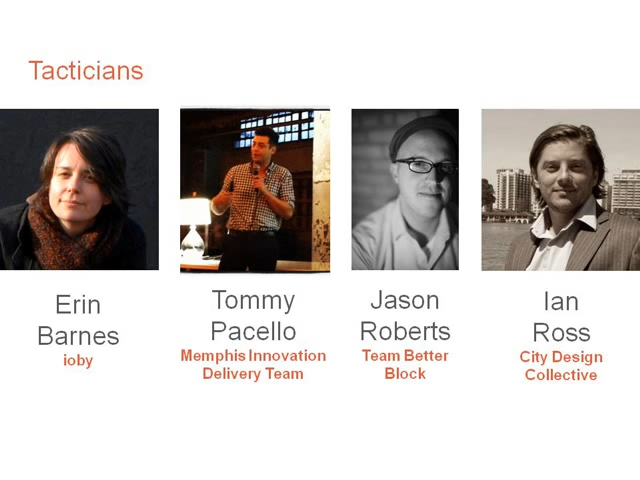 Tacticians
Erin
Barnes
ioby
Tommy
Pacello
Memphis Innovation
Delivery Team
Jason
Roberts
Team Better
Block
Ian
Ross
City Design
Collective